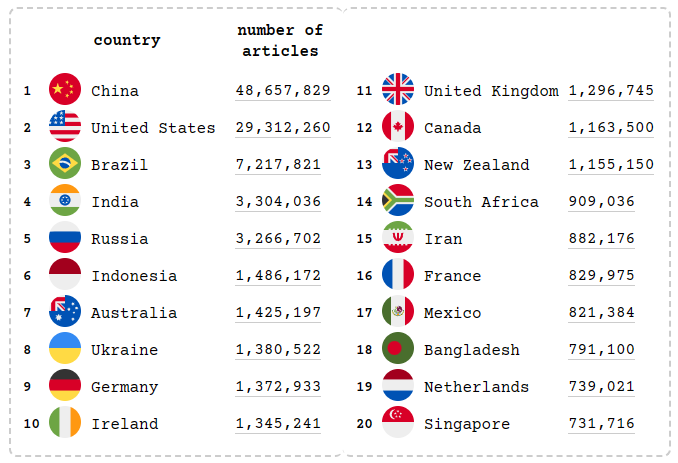 country number of articles
1 China 48,657,829
2 United States 29,312,260
3 Brazil 7,217,821
4 India 3,304,036
5 Russia 3,266,702
6 Indonesia 1,486,172
7 Australia 1,425,197
8 Ukraine 1,380,522
9 Germany 1,372,933
10 Ireland 1,345,241
11 United Kingdom 1,296,745
12 Canada 1,163,500
13 New Zealand 1,155,150
14 South Africa 909,036
15 Iran 882,176
16 France 829,975
17 Mexico 821,384
18 Bangladesh 791,100
19 Netherlands 739,021
20 Singapore 731,716